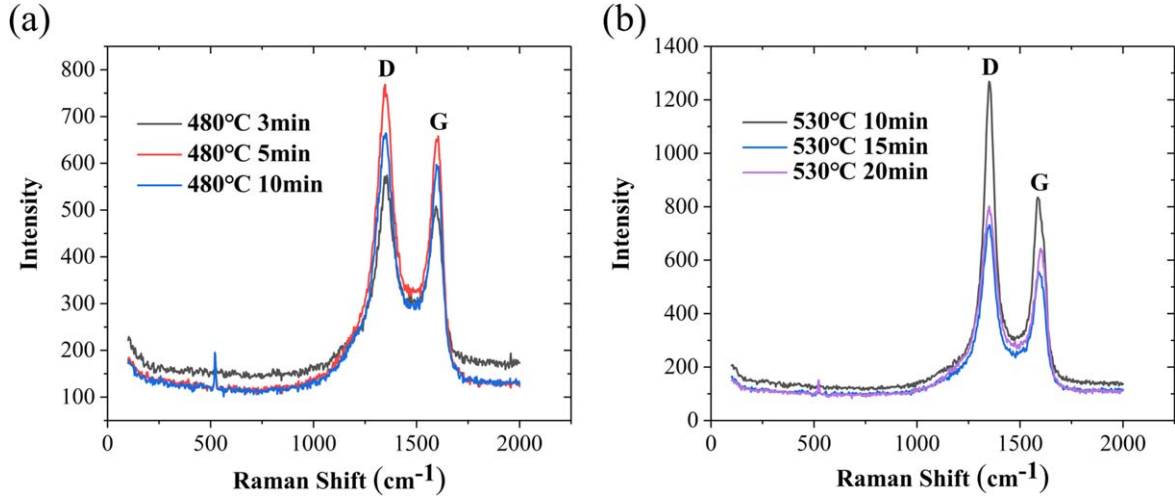 (a)
800
700
600
500
400
300
200
100
0
500
1000
1500
2000
Intensity
Raman Shift (cm-1)
D
G
480°C 3min
480°C 5min
480°C 10min
(b)
1400
1200
1000
800
600
400
200
0
0
500
1000
1500
2000
Intensity
Raman Shift (cm-1)
D
G
530°C 10min
530°C 15min
530°C 20min